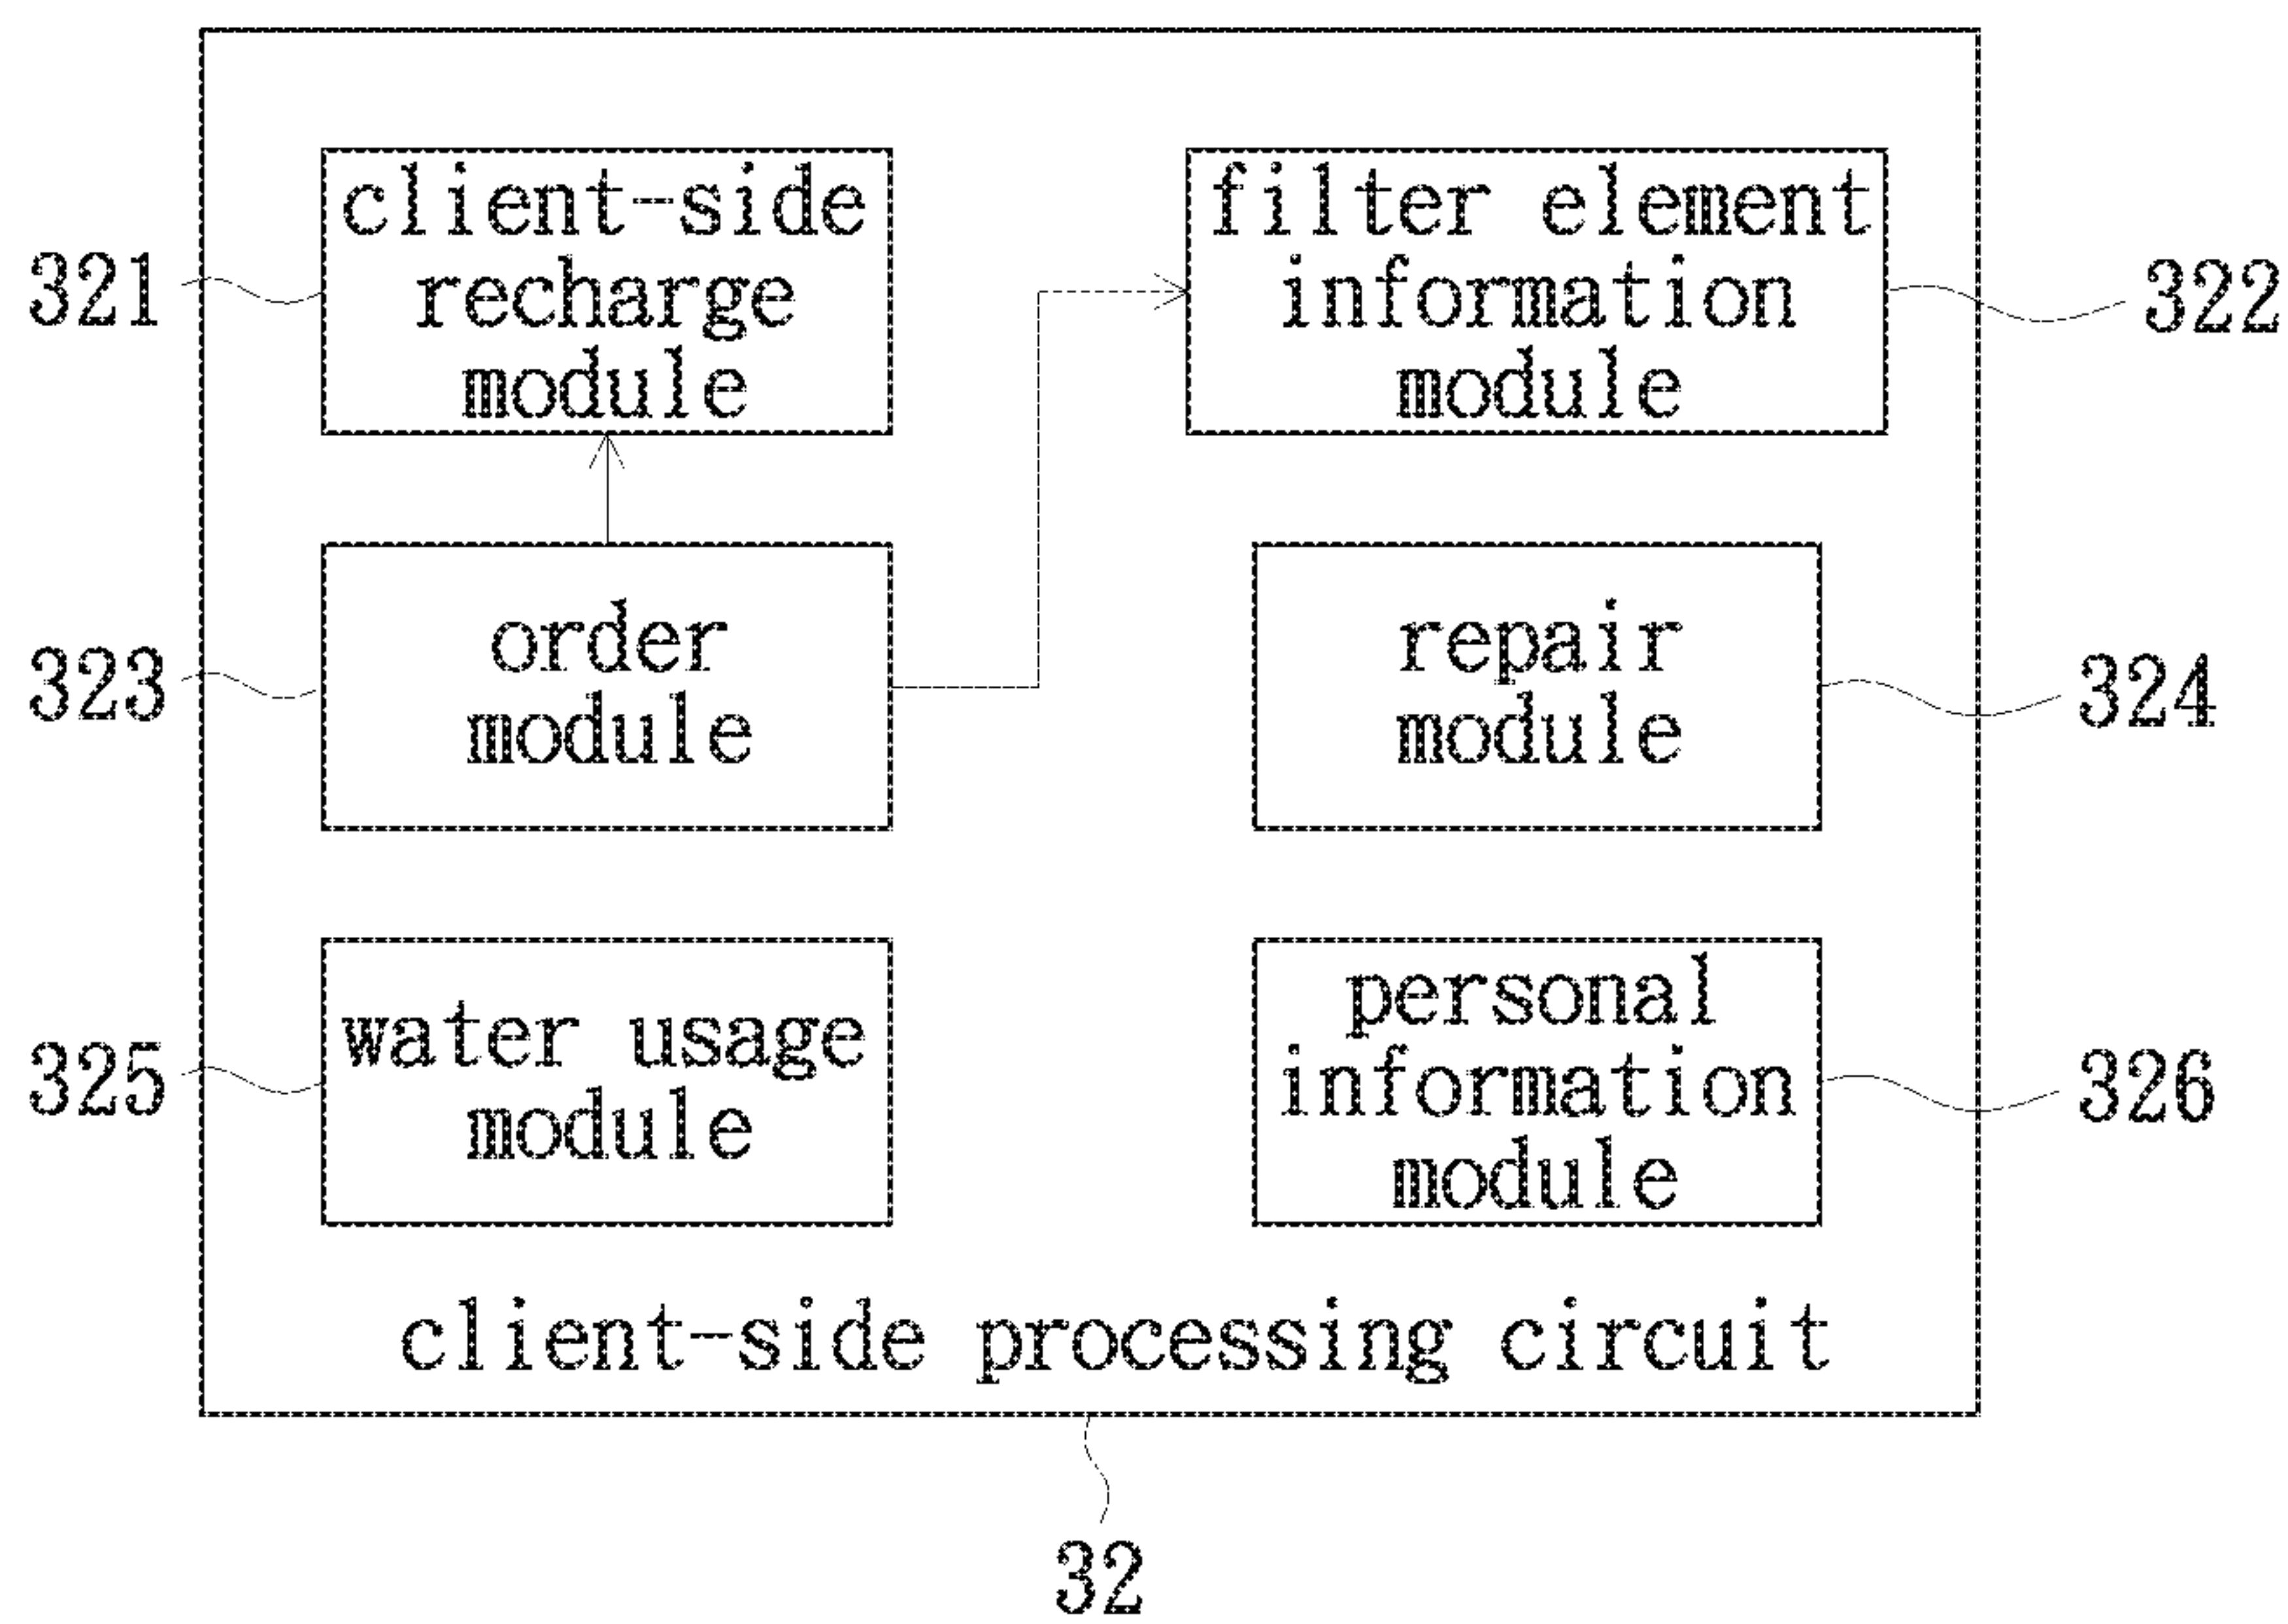 client-side
recharge
module
321
filter element
information
module
322
order
module
323
repair
module
324
water usage
module
325
personal
information
module
326
client-side processing circuit
32